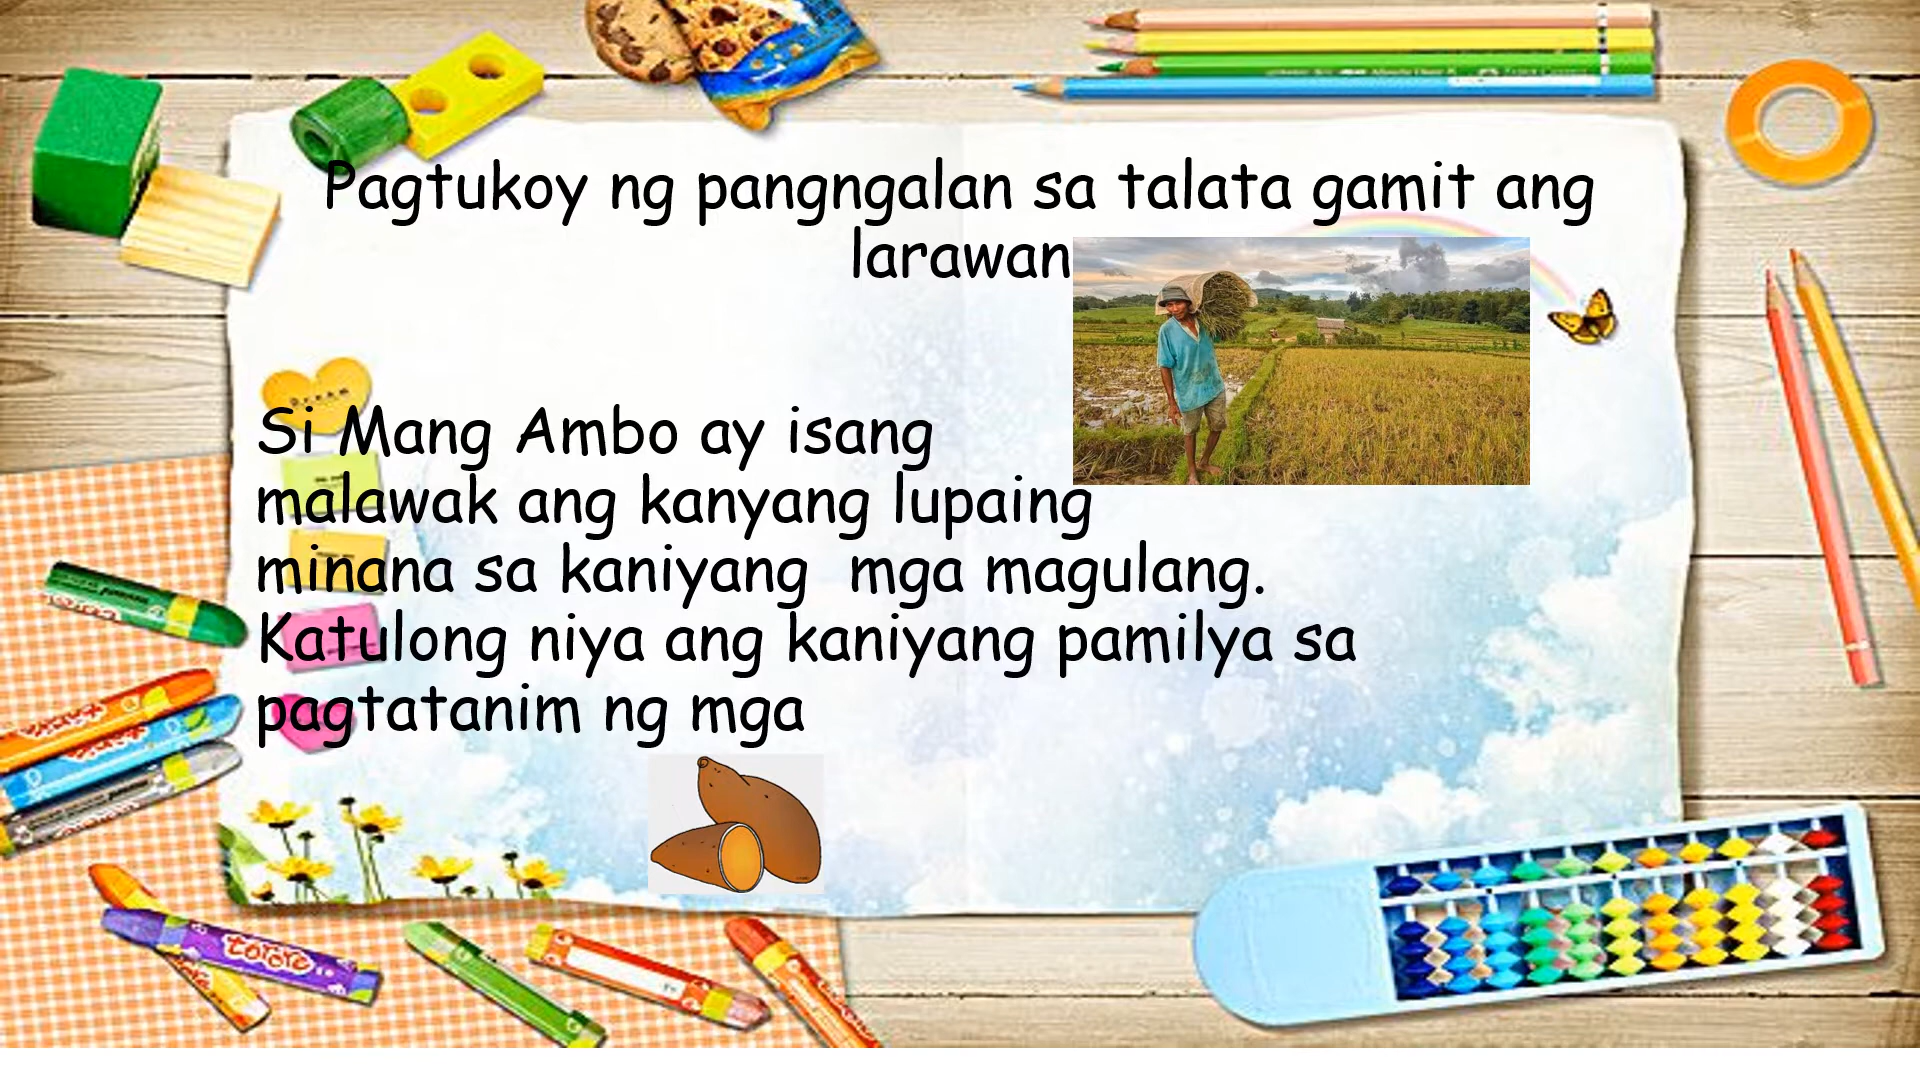 Pagtukoy ng pangngalan sa talata gamit ang
larawan
Si Mang Ambo ay isang
malawak ang kanyang lupaing
minana sa kaniyang  mga magulang.
Katulong niya ang kaniyang pamilya sa
pagtatanim ng mga
tororo